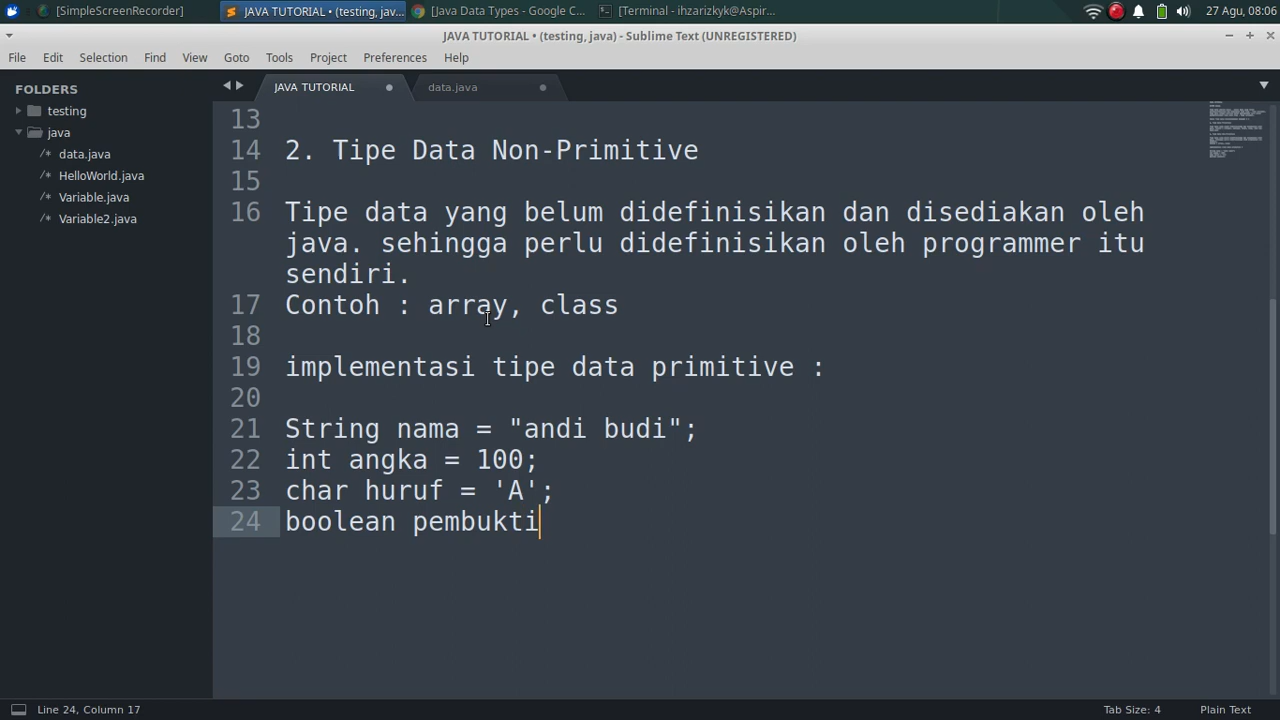 [SimpleScreenRecorder]
JAVA TUTORIAL • (testing, jav...
[Java Data Types - Google C...
[Terminal - ihzarizkyk@Aspir...
27 Agu, 08:06
JAVA TUTORIAL • (testing, java) - Sublime Text (UNREGISTERED)
File Edit Selection Find View Goto Tools Project Preferences Help
FOLDERS
testing
java
/* data.java
/* HelloWorld.java
/* Variable.java
/* Variable2.java
JAVA TUTORIAL
data.java
13
14 2. Tipe Data Non-Primitive
15
16 Tipe data yang belum didefinisikan dan disediakan oleh
java. sehingga perlu didefinisikan oleh programmer itu
sendiri.
17 Contoh : array, class
18
19 implementasi tipe data primitive :
20
21 String nama = "andi budi";
22 int angka = 100;
23 char huruf = 'A';
24 boolean pembukti
Line 24, Column 17
Tab Size: 4
Plain Text